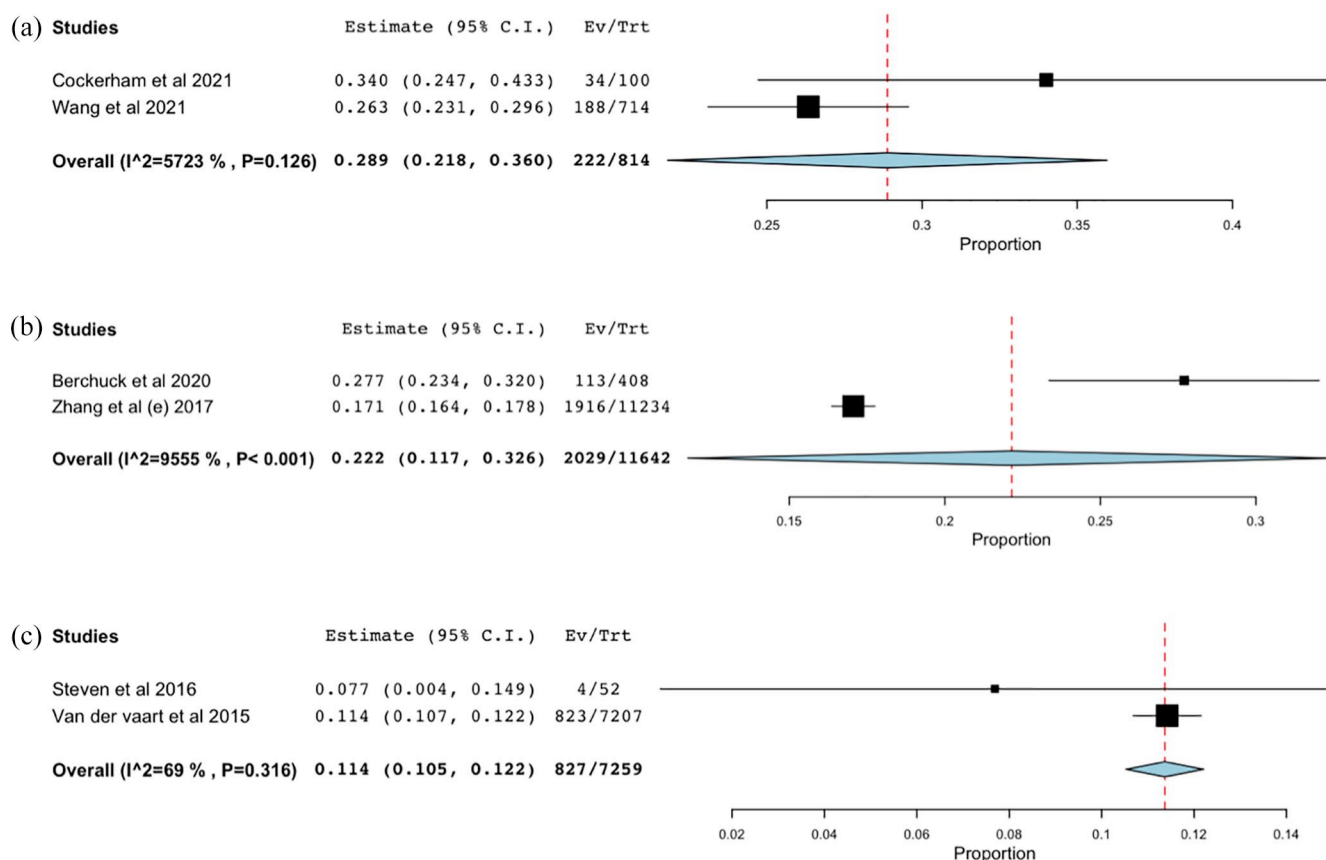 (a) Studies Estimate (95% C.I.) Ev/Trt
Cockerham et al 2021 0.340 (0.247, 0.433) 34/100
Wang et al 2021 0.263 (0.231, 0.296) 188/714
Overall (I^2=5723 % , P=0.126) 0.289 (0.218, 0.360) 222/814
0.25 0.3 0.35 0.4
Proportion
(b) Studies Estimate (95% C.I.) Ev/Trt
Berchuck et al 2020 0.277 (0.234, 0.320) 113/408
Zhang et al (e) 2017 0.171 (0.164, 0.178) 1916/11234
Overall (I^2=9555 % , P< 0.001) 0.222 (0.117, 0.326) 2029/11642
0.15 0.2 0.25 0.3
Proportion
(c) Studies Estimate (95% C.I.) Ev/Trt
Steven et al 2016 0.077 (0.004, 0.149) 4/52
Van der vaart et al 2015 0.114 (0.107, 0.122) 823/7207
Overall (I^2=69 % , P=0.316) 0.114 (0.105, 0.122) 827/7259
0.02 0.04 0.06 0.08 0.1 0.12 0.14
Proportion